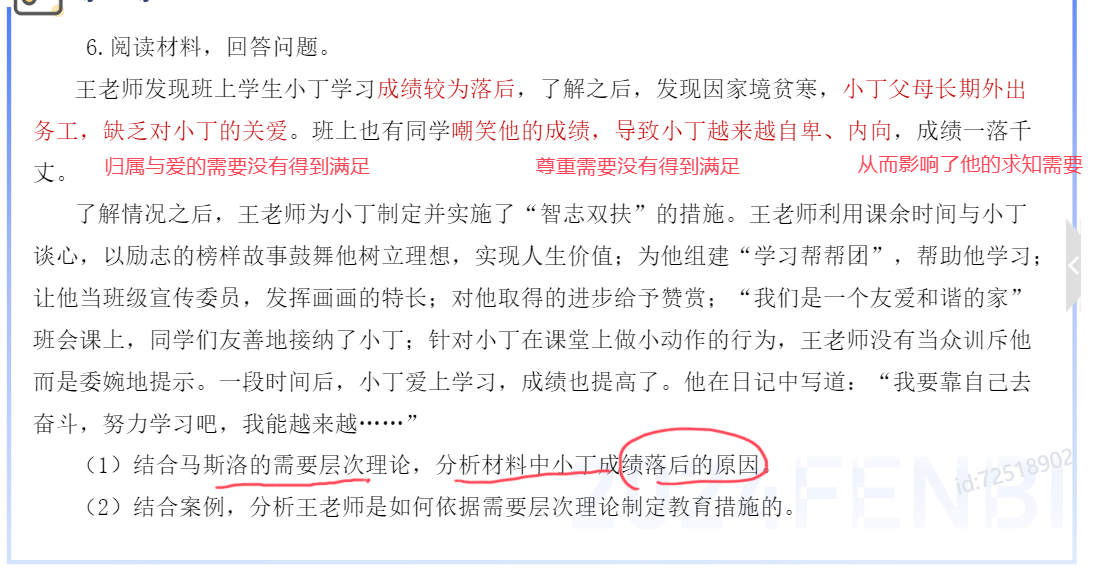 6.阅读材料，回答问题。
王老师发现班上学生小丁学习成绩较为落后，了解之后，发现因家境贫寒，小丁父母长期外出
务工，缺乏对小丁的关爱。班上也有同学嘲笑他的成绩，导致小丁越来越自卑、内向，成绩一落千
丈。
归属与爱的需要没有得到满足 尊重需要没有得到满足 从而影响了他的求知需要
了解情况之后，王老师为小丁制定并实施了“智志双扶”的措施。王老师利用课余时间与小丁
谈心，以励志的榜样故事鼓舞他树立理想，实现人生价值；为他组建“学习帮帮团”，帮助他学习；
让他当班级宣传委员，发挥画画的特长；对他取得的进步给予赞赏；“我们是一个友爱和谐的家”
班会课上，同学们友善地接纳了小丁；针对小丁在课堂上做小动作的行为，王老师没有当众训斥他
而是委婉地提示。一段时间后，小丁爱上学习，成绩也提高了。他在日记中写道：“我要靠自己去
奋斗，努力学习吧，我能越来越……”
（1）结合马斯洛的需要层次理论，分析材料中小丁成绩落后的原因。
（2）结合案例，分析王老师是如何依据需要层次理论制定教育措施的。
id:72518902
FENBI